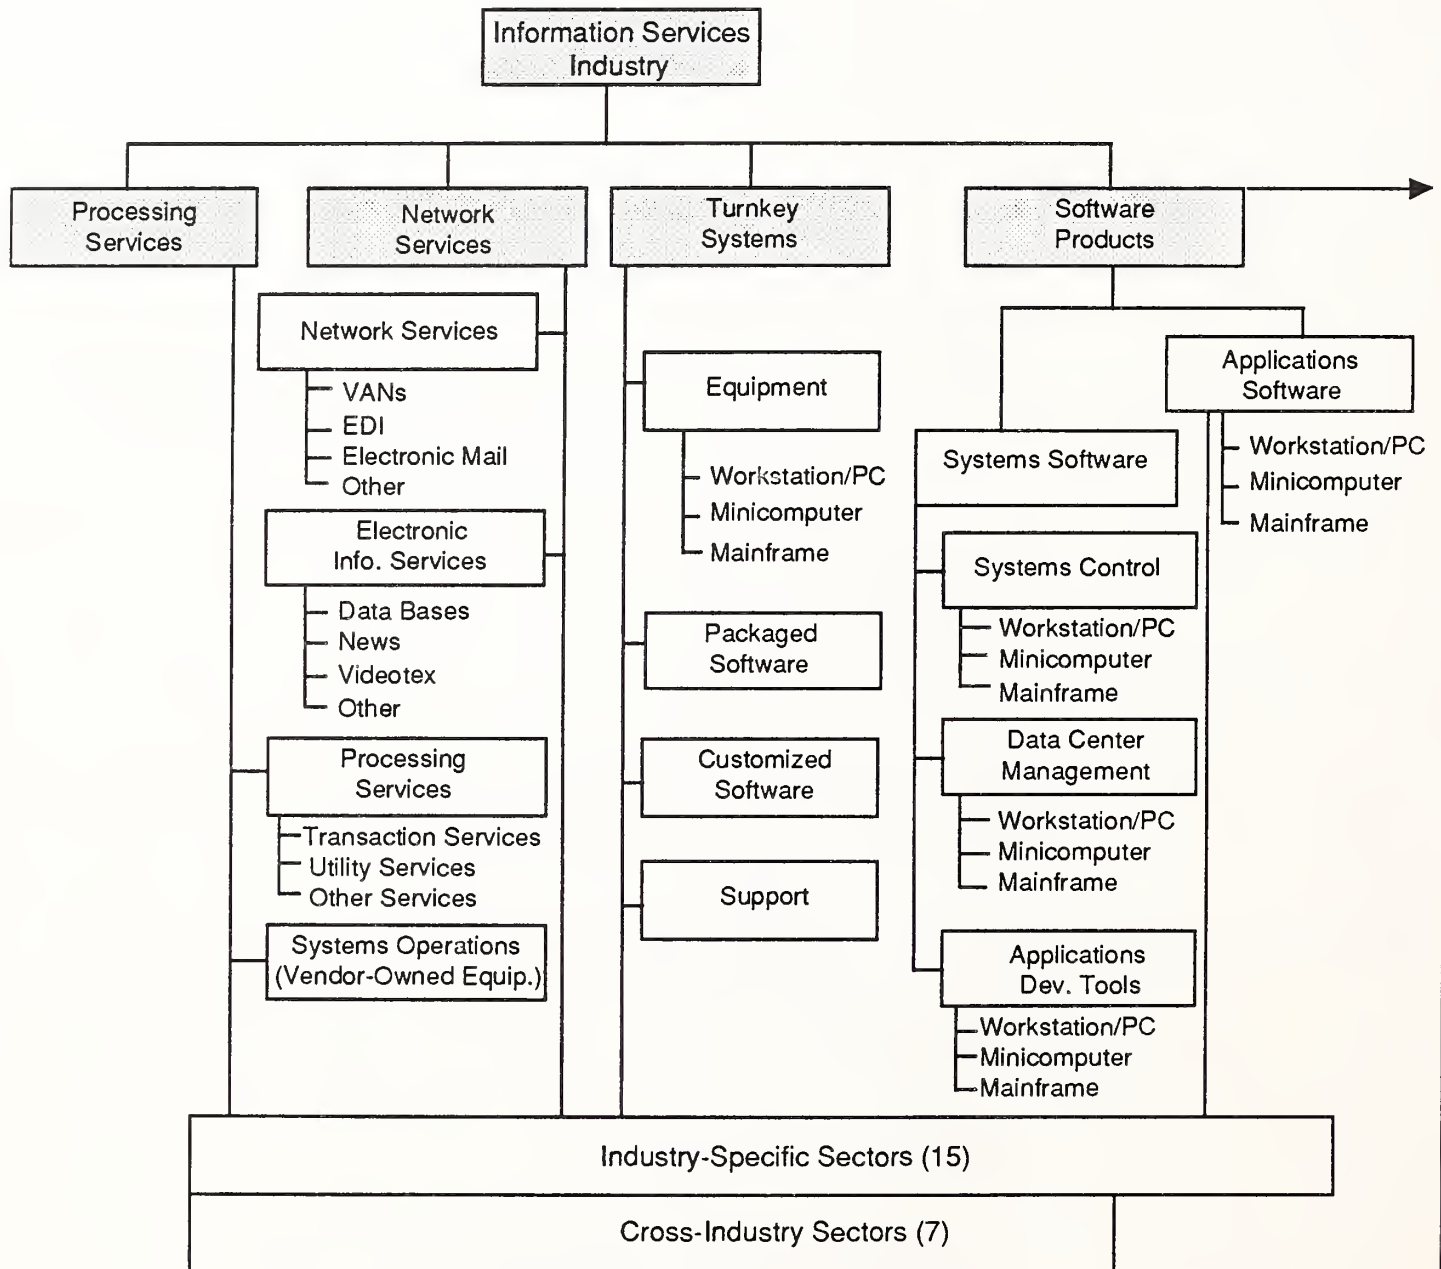 Information Services
Industry
Processing
Services
Network
Services
Turnkey
Systems
Software
Products
Network Services
VANs
EDI
Electronic Mail
Other
Electronic
Info. Services
Data Bases
News
Videotex
Other
Processing
Services
Transaction Services
Utility Services
Other Services
Systems Operations
(Vendor-Owned Equip.)
Equipment
Workstation/PC
Minicomputer
Mainframe
Packaged
Software
Customized
Software
Support
Systems Software
Systems Control
Workstation/PC
Minicomputer
Mainframe
Data Center
Management
Workstation/PC
Minicomputer
Mainframe
Applications
Dev. Tools
Workstation/PC
Minicomputer
Mainframe
Applications
Software
Workstation/PC
Minicomputer
Mainframe
Industry-Specific Sectors (15)
Cross-Industry Sectors (7)